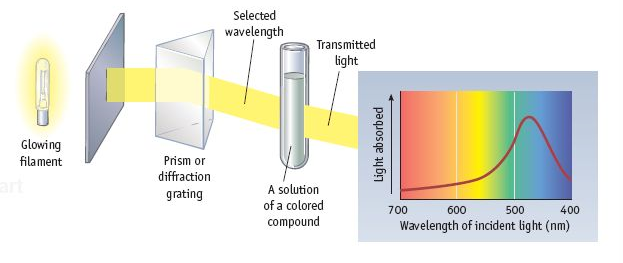 Selected
wavelength
Transmitted
light
Glowing
filament
Prism or
diffraction
grating
A solution
of a colored
compound
Light absorbed
700 600 500 400
Wavelength of incident light (nm)
art